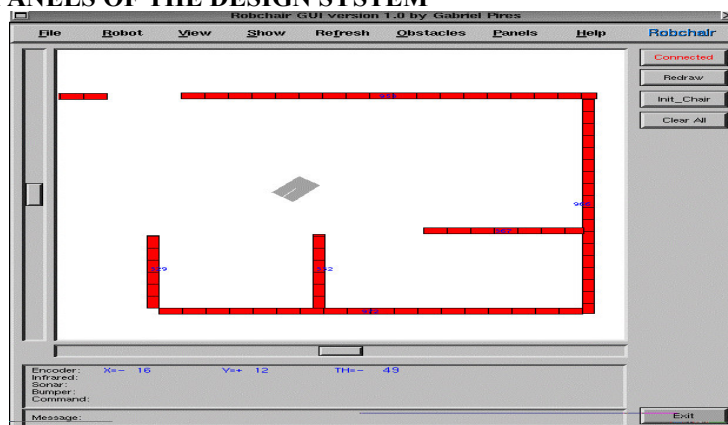 ANELS OF THE DESIGN SYSTEM
Robchair GUI version 1.0 by Gabriel Pires
File Robot View Show Refresh Obstacles Panels Help Robchair
Connected
Redraw
Init_Chair
Clear All
Encoder: X=- 16 Y=+ 12 TH=- 49
Infrared:
Sonar:
Bumper:
Command:
Message:
Exit